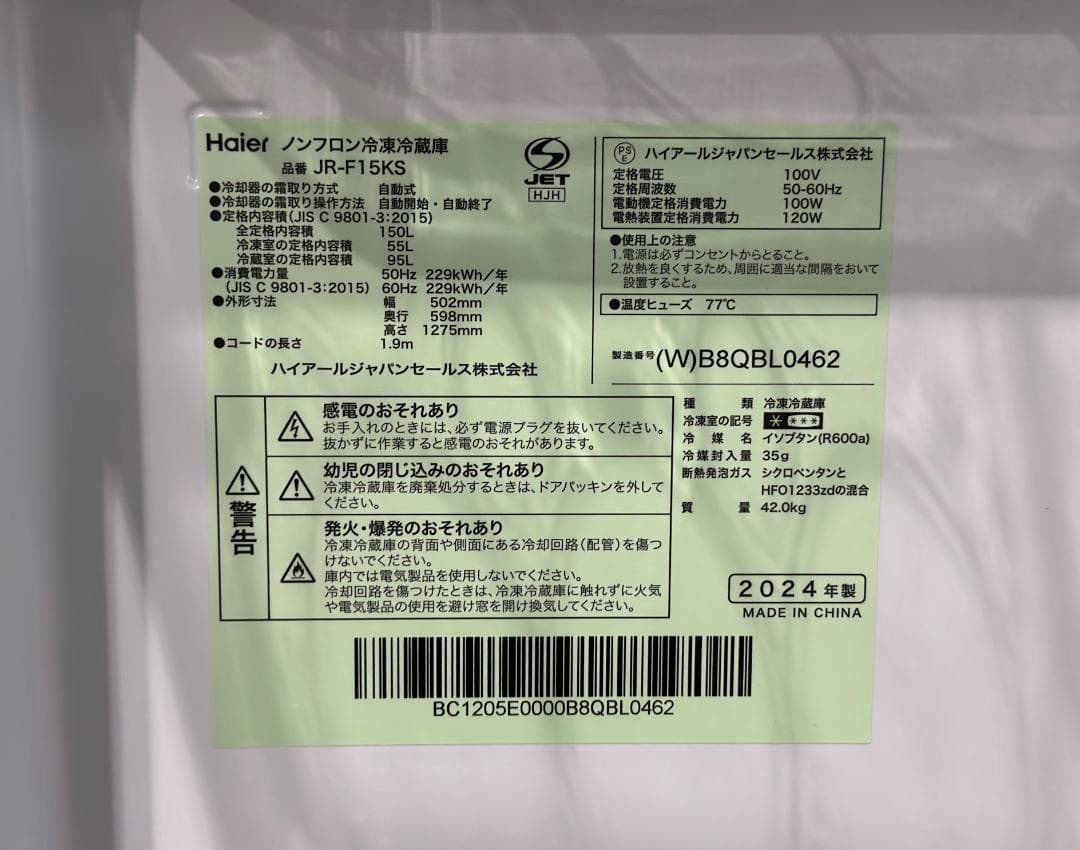 Haier ノンフロン冷凍冷蔵庫
品番 JR-F15KS
●冷却器の霜取り方式 自動式
●冷却器の霜取り操作方法 自動開始・自動終了
●定格内容積(JIS C 9801-3:2015)
全定格内容積 150L
冷凍室の定格内容積 55L
冷蔵室の定格内容積 95L
●消費電力量 50Hz 229kWh/年
(JIS C 9801-3:2015) 60Hz 229kWh/年
●外形寸法 幅 502mm
奥行 598mm
高さ 1275mm
●コードの長さ 1.9m
ハイアールジャパンセールス株式会社
JET
HJH
PSE ハイアールジャパンセールス株式会社
定格電圧 100V
定格周波数 50-60Hz
電動機定格消費電力 100W
電熱装置定格消費電力 120W
●使用上の注意
1.電源は必ずコンセントからとること。
2.放熱を良くするため、周囲に適当な間隔をおいて
設置すること。
●温度ヒューズ 77℃
製造番号(W)B8QBL0462
警告
感電のおそれあり
お手入れのときには、必ず電源プラグを抜いてください。
抜かずに作業すると感電のおそれがあります。
幼児の閉じ込みのおそれあり
冷凍冷蔵庫を廃棄処分するときは、ドアパッキンを外して
ください。
発火・爆発のおそれあり
冷凍冷蔵庫の背面や側面にある冷却回路(配管)を傷つ
けないでください。
庫内では電気製品を使用しないでください。
冷却回路を傷つけたときは、冷凍冷蔵庫に触れずに火気
や電気製品の使用を避け窓を開け換気してください。
種類 冷凍冷蔵庫
冷凍室の記号 * ***
冷媒名 イソブタン(R600a)
冷媒封入量 35g
断熱発泡ガス シクロペンタンと
HFO1233zdの混合
質量 42.0kg
2024年製
MADE IN CHINA
BC1205E0000B8QBL0462